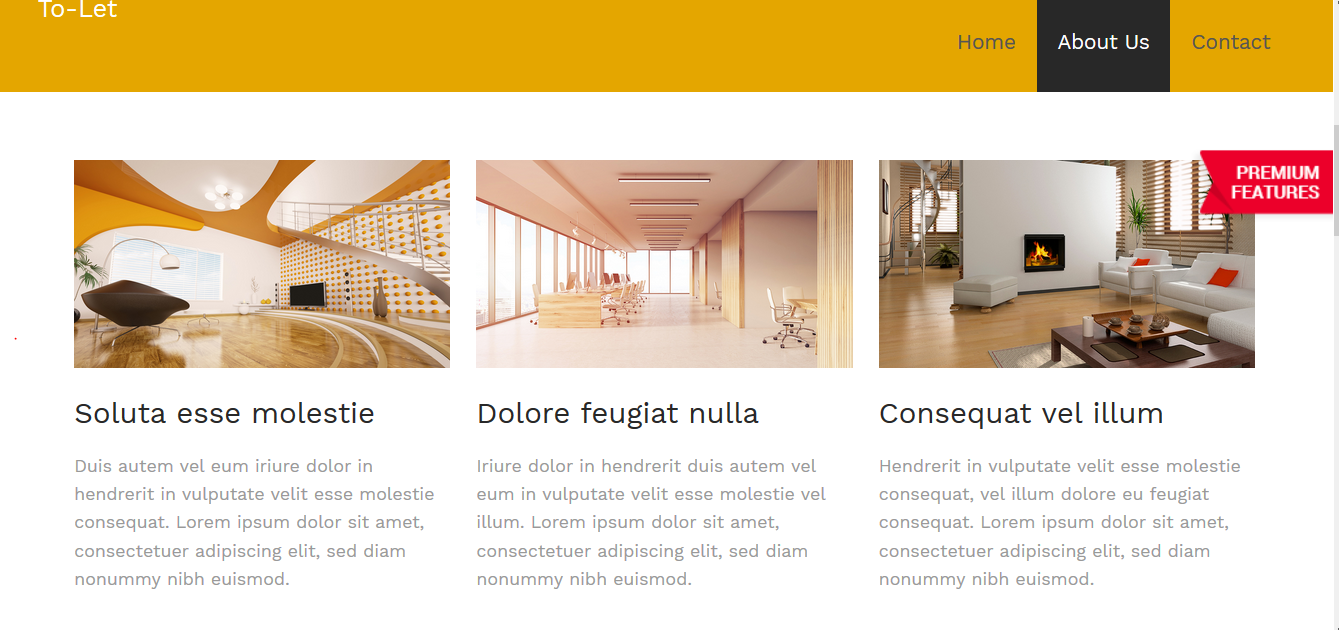 To-Let
Home
About Us
Contact
PREMIUM
FEATURES
Soluta esse molestie
Duis autem vel eum iriure dolor in
hendrerit in vulputate velit esse molestie
consequat. Lorem ipsum dolor sit amet,
consectetuer adipiscing elit, sed diam
nonummy nibh euismod.
Dolore feugiat nulla
Iriure dolor in hendrerit duis autem vel
eum in vulputate velit esse molestie vel
illum. Lorem ipsum dolor sit amet,
consectetuer adipiscing elit, sed diam
nonummy nibh euismod.
Consequat vel illum
Hendrerit in vulputate velit esse molestie
consequat, vel illum dolore eu feugiat
consequat. Lorem ipsum dolor sit amet,
consectetuer adipiscing elit, sed diam
nonummy nibh euismod.